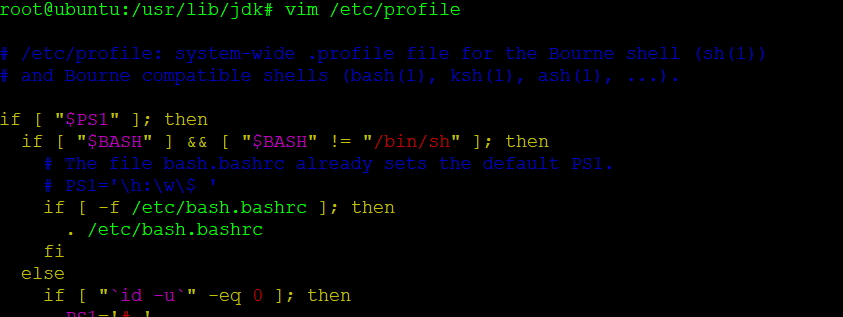 root@ubuntu:/usr/lib/jdk# vim /etc/profile
# /etc/profile: system-wide .profile file for the Bourne shell (sh(1))
# and Bourne compatible shells (bash(1), ksh(1), ash(1), ...).
if [ "$PS1" ]; then
  if [ "$BASH" ] && [ "$BASH" != "/bin/sh" ]; then
    # The file bash.bashrc already sets the default PS1.
    # PS1='\h:\w\$ '
    if [ -f /etc/bash.bashrc ]; then
      . /etc/bash.bashrc
    fi
  else
    if [ "`id -u`" -eq 0 ]; then
      PS1='# '